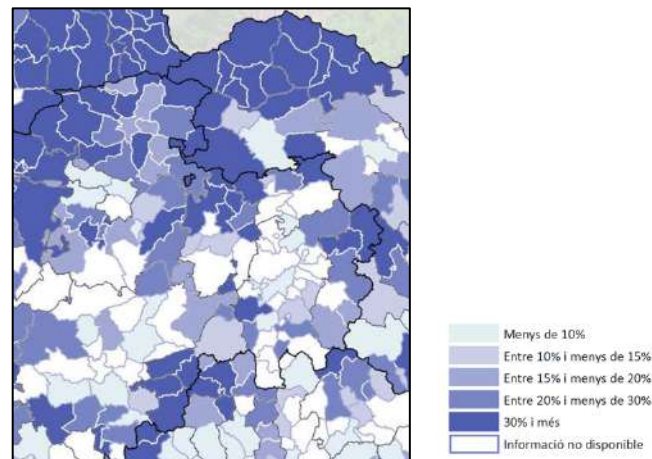 Menys de 10%
Entre 10% i menys de 15%
Entre 15% i menys de 20%
Entre 20% i menys de 30%
30% i més
Informació no disponible